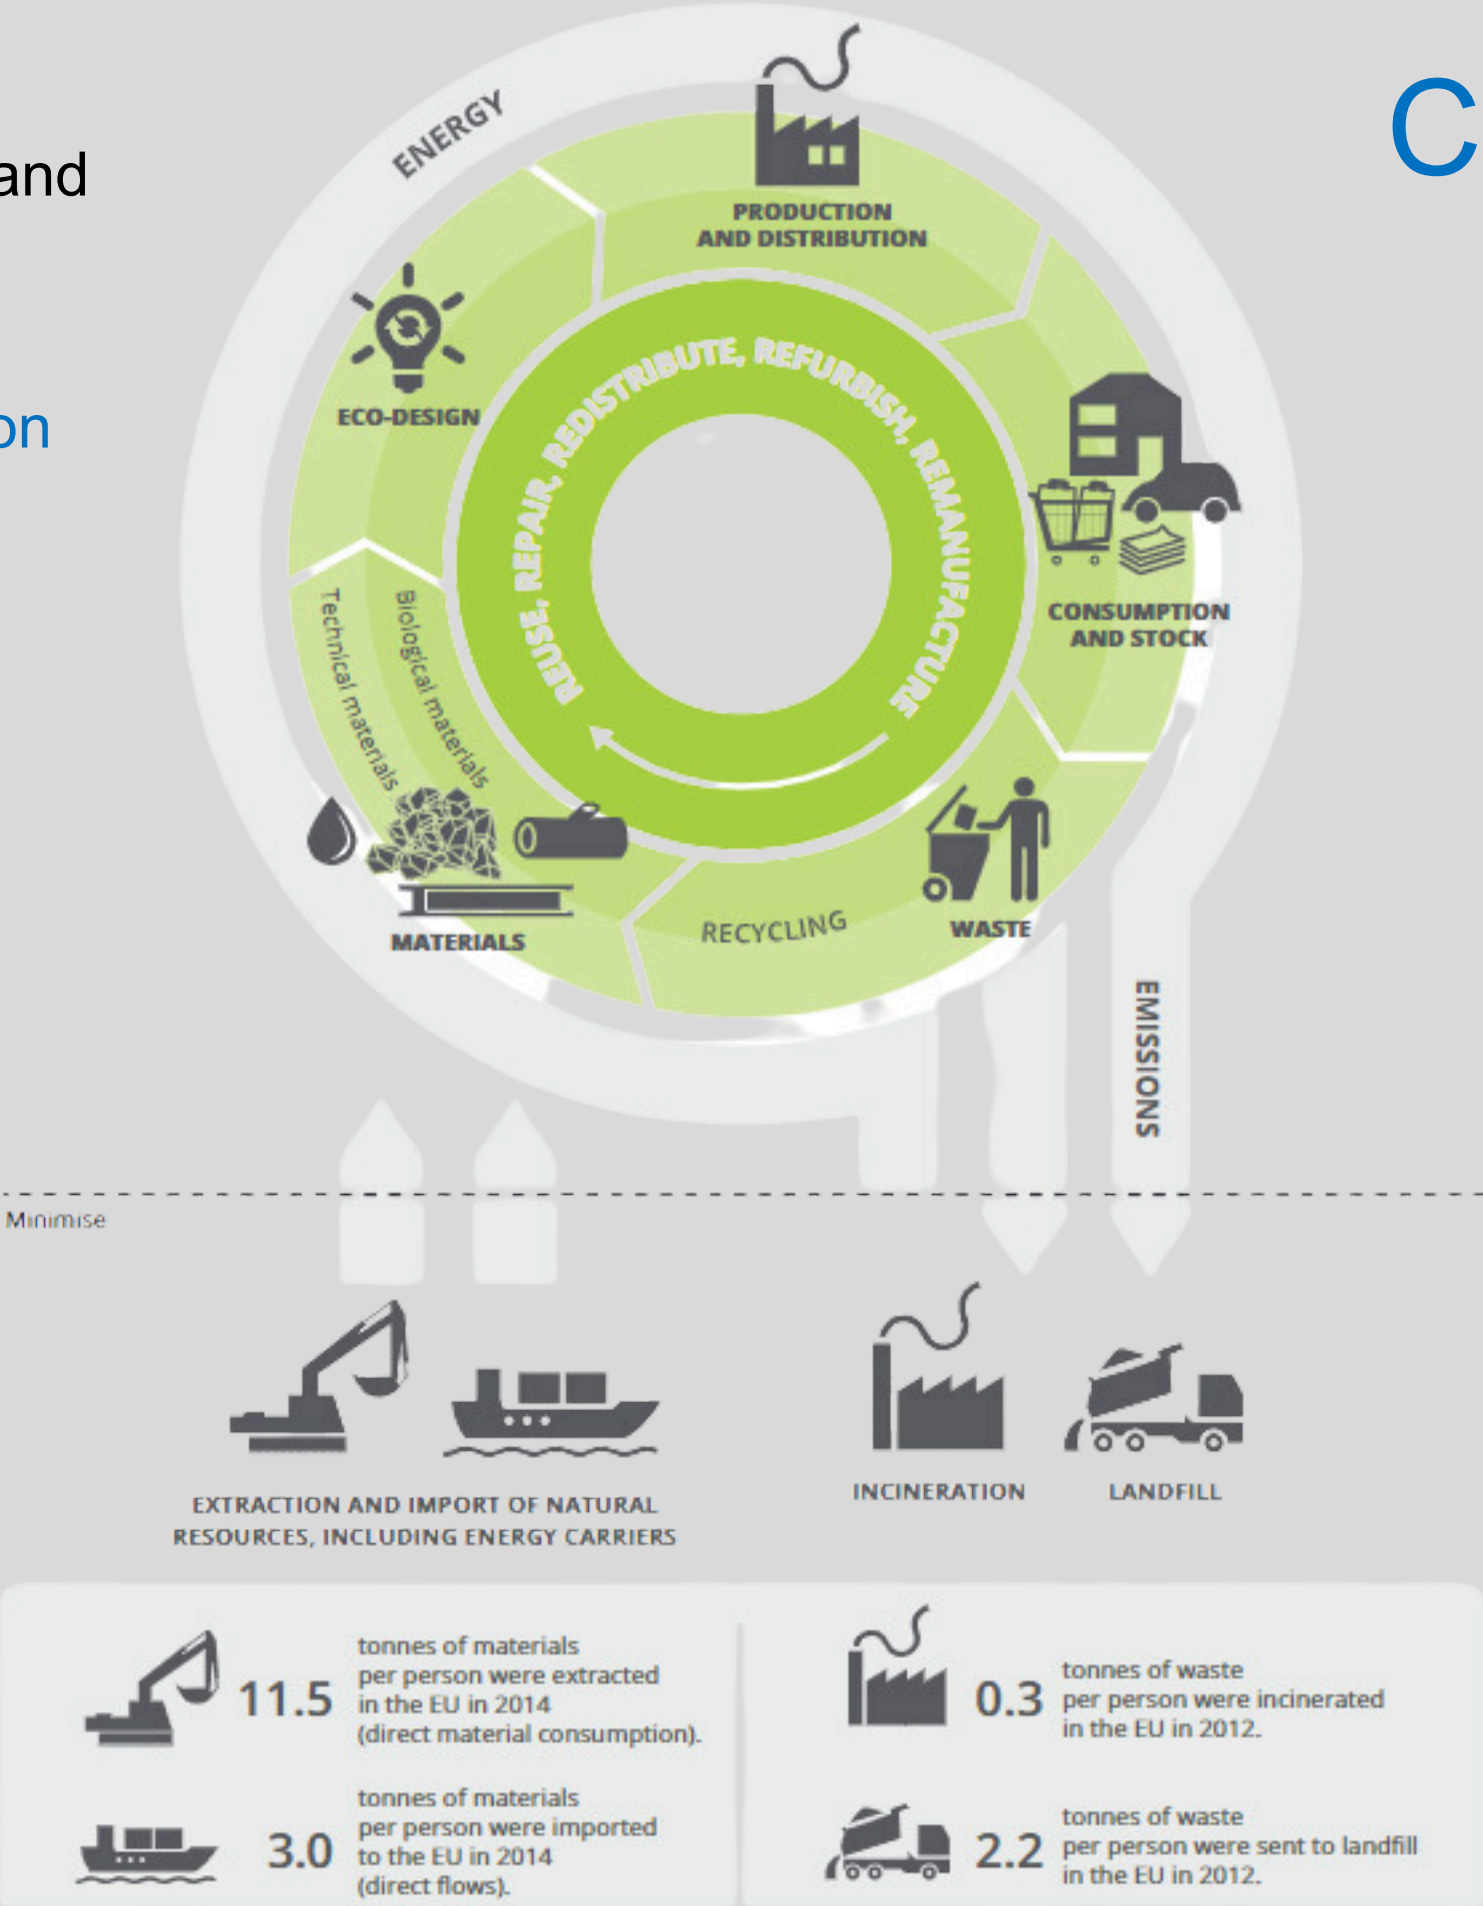 and
on
C
ENERGY
PRODUCTION
AND DISTRIBUTION
ECO-DESIGN
REUSE, REPAIR, REDISTRIBUTE, REFURBISH, REMANUFACTURE
CONSUMPTION
AND STOCK
Technical materials
Biological materials
MATERIALS
RECYCLING
WASTE
EMISSIONS
Minimise
EXTRACTION AND IMPORT OF NATURAL
RESOURCES, INCLUDING ENERGY CARRIERS
INCINERATION
LANDFILL
11.5
tonnes of materials
per person were extracted
in the EU in 2014
(direct material consumption).
3.0
tonnes of materials
per person were imported
to the EU in 2014
(direct flows).
0.3
tonnes of waste
per person were incinerated
in the EU in 2012.
2.2
tonnes of waste
per person were sent to landfill
in the EU in 2012.